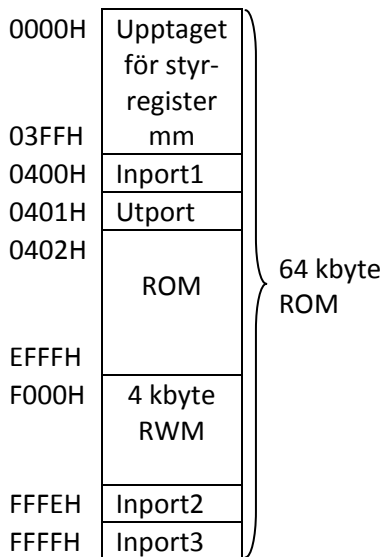 0000H Upptaget
för styr-
register
03FFH mm
0400H Inport1
0401H Utport
0402H
ROM
64 kbyte
ROM
EFFFH
F000H 4 kbyte
RWM
FFFEH Inport2
FFFFH Inport3